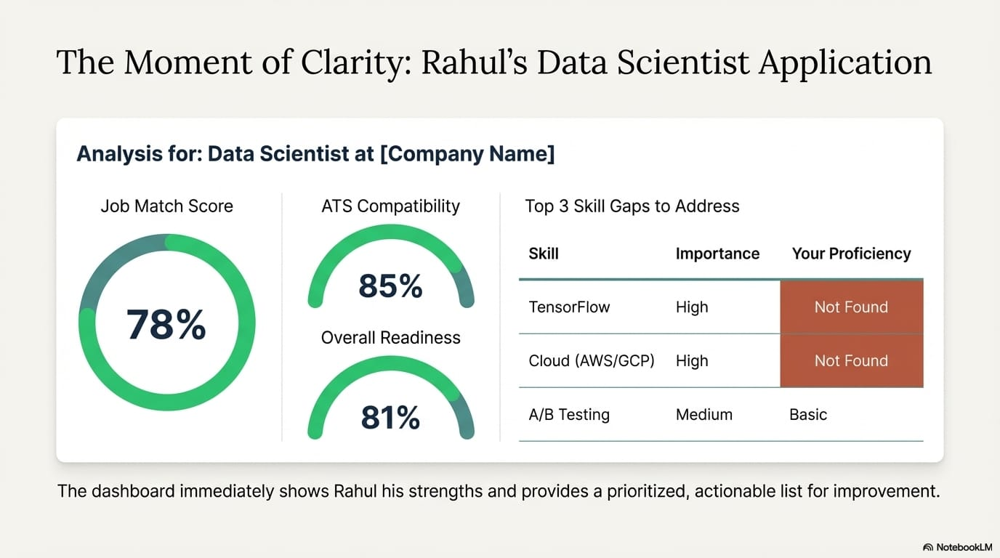 The Moment of Clarity: Rahul’s Data Scientist Application
Analysis for: Data Scientist at [Company Name]
Job Match Score
78%
ATS Compatibility
85%
Overall Readiness
81%
Top 3 Skill Gaps to Address
Skill Importance Your Proficiency
TensorFlow High Not Found
Cloud (AWS/GCP) High Not Found
A/B Testing Medium Basic
The dashboard immediately shows Rahul his strengths and provides a prioritized, actionable list for improvement.
NotebookLM